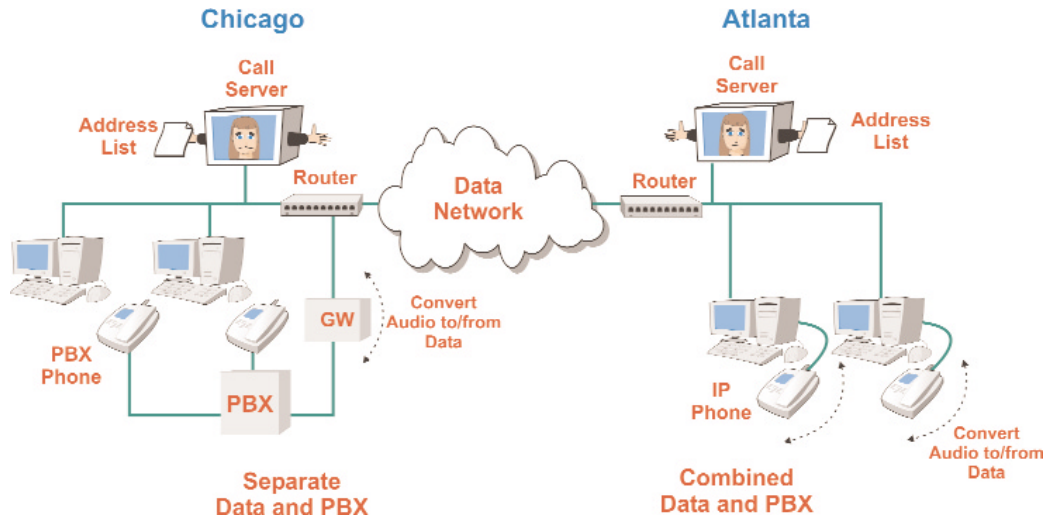 Chicago
Atlanta
Call
Server
Address
List
Router
Data
Network
Call
Server
Address
List
Router
GW
Convert
Audio to/from
Data
PBX
Phone
PBX
IP
Phone
Convert
Audio to/from
Data
Separate
Data and PBX
Combined
Data and PBX